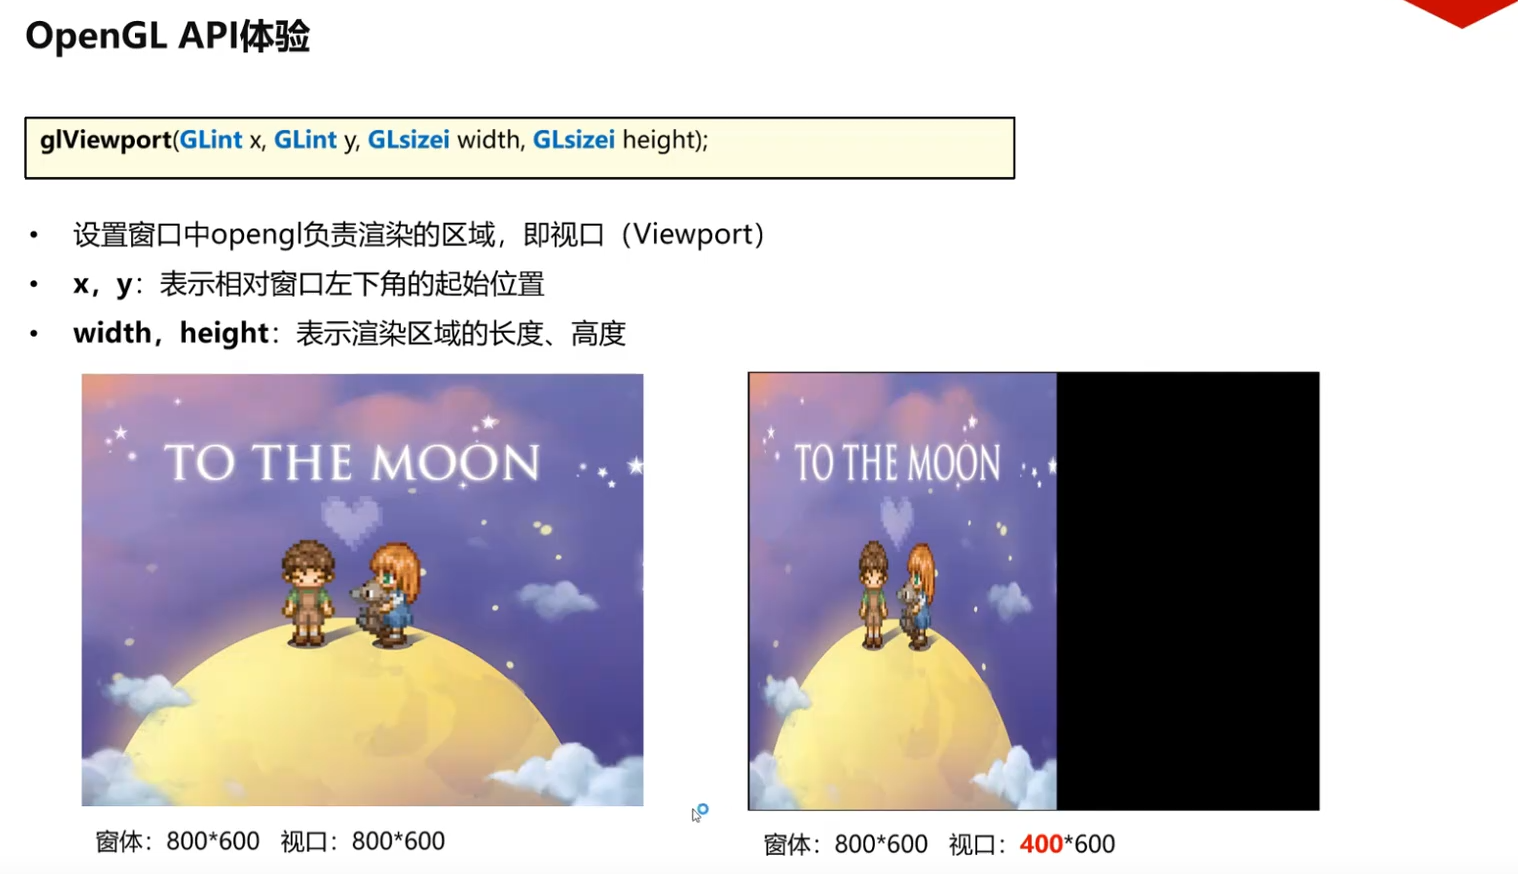 OpenGL API体验
glViewport(GLint x, GLint y, GLsizei width, GLsizei height);
• 设置窗口中opengl负责渲染的区域，即视口（Viewport）
• x，y：表示相对窗口左下角的起始位置
• width，height：表示渲染区域的长度、高度
TO THE MOON
TO THE MOON
窗体：800*600 视口：800*600
窗体：800*600 视口：400*600